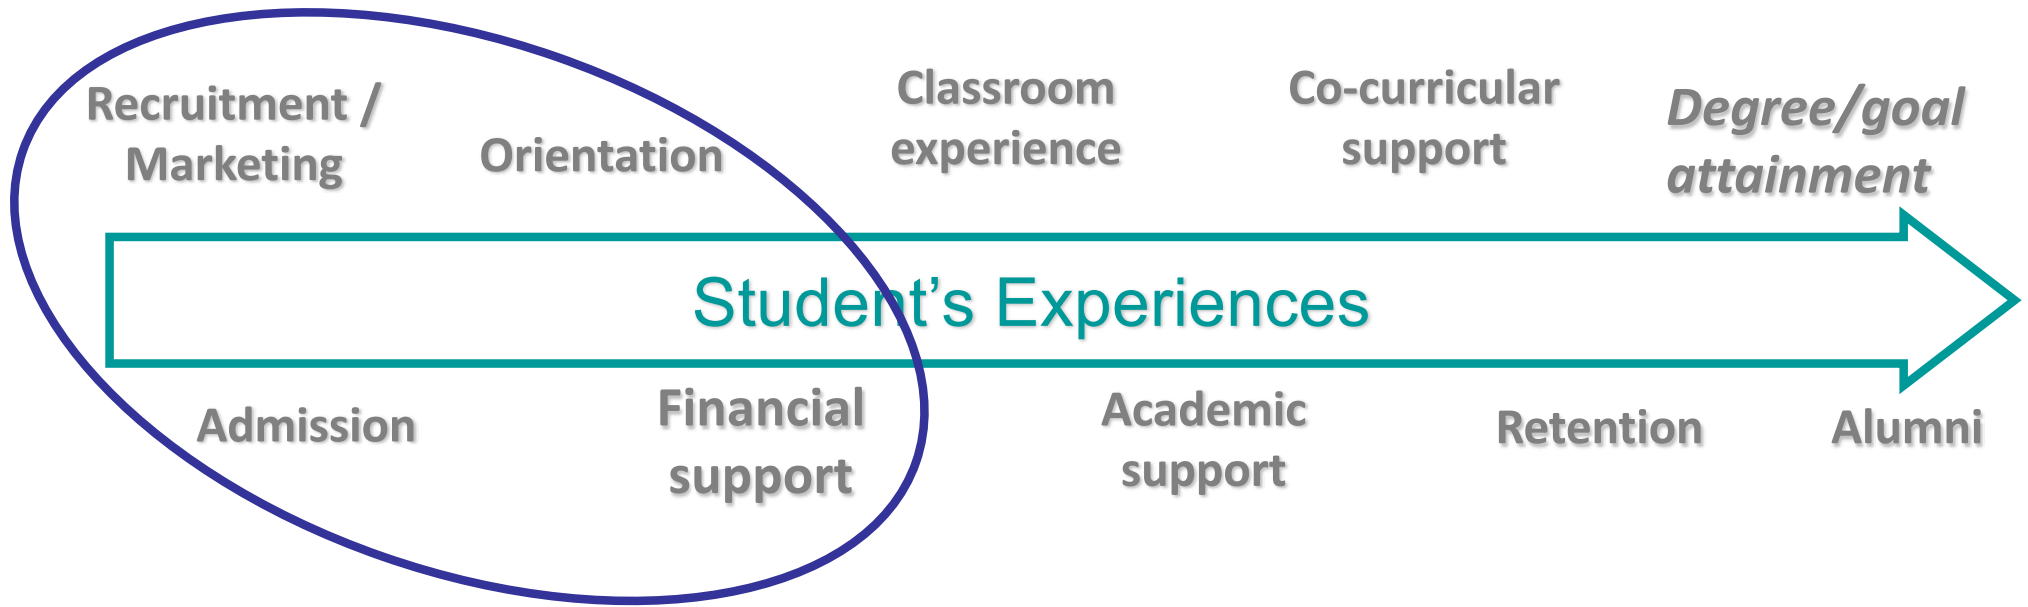 Recruitment /
Marketing
Orientation
Classroom
experience
Co-curricular
support
Degree/goal
attainment
Student’s Experiences
Admission
Financial
support
Academic
support
Retention
Alumni